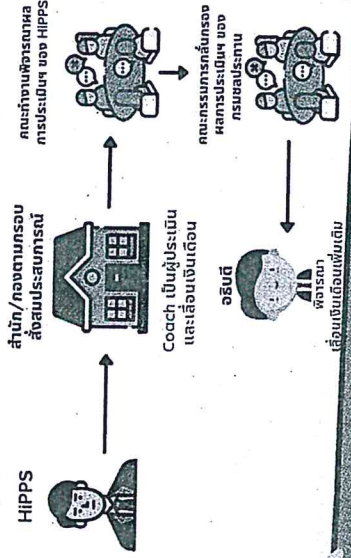 HiPPS
สำนัก/กองตามกรอบ
สั่งสมประสบการณ์
Coach เป็นผู้ประเมิน
และเลื่อนเงินเดือน
คณะทำงานพิจารณาผล
การประเมินฯ ของ HiPPS
คณะกรรมการกลั่นกรอง
ผลการประเมินฯ ของ
กรมชลประทาน
อธิบดี
พิจารณา
เลื่อนเงินเดือนเพิ่มเติม